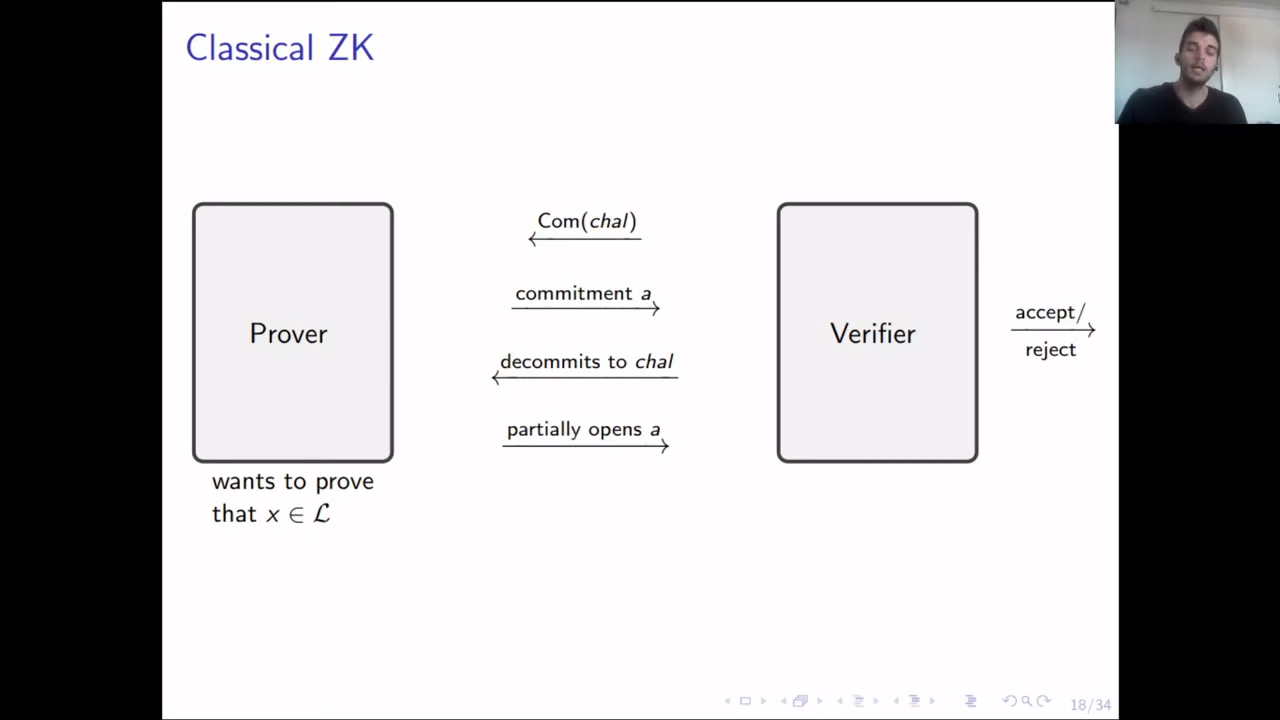 Classical ZK
Com(chal)
commitment a
decommits to chal
partially opens a
Prover
Verifier
accept/
reject
wants to prove
that x ∈ ℒ
18/34